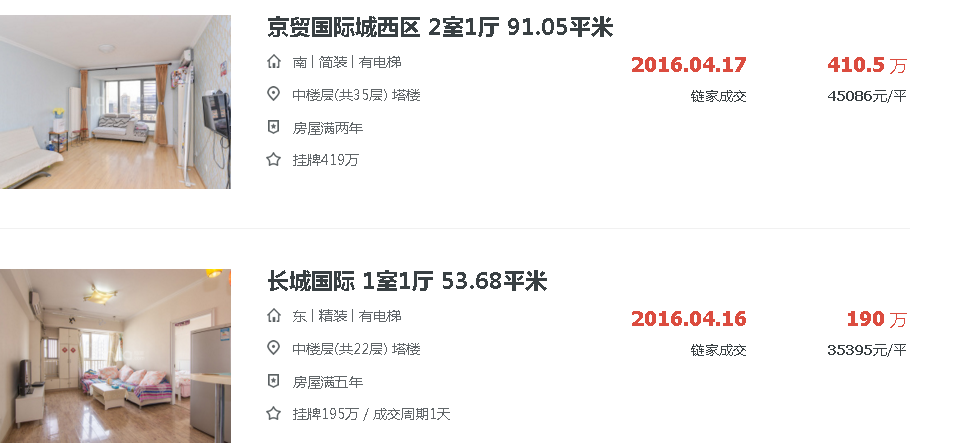 京贸国际城西区 2室1厅 91.05平米
南 | 简装 | 有电梯
2016.04.17
410.5 万
中楼层(共35层) 塔楼
链家成交
45086元/平
房屋满两年
挂牌419万
长城国际 1室1厅 53.68平米
东 | 精装 | 有电梯
2016.04.16
190 万
中楼层(共22层) 塔楼
链家成交
35395元/平
房屋满五年
挂牌195万 / 成交周期1天